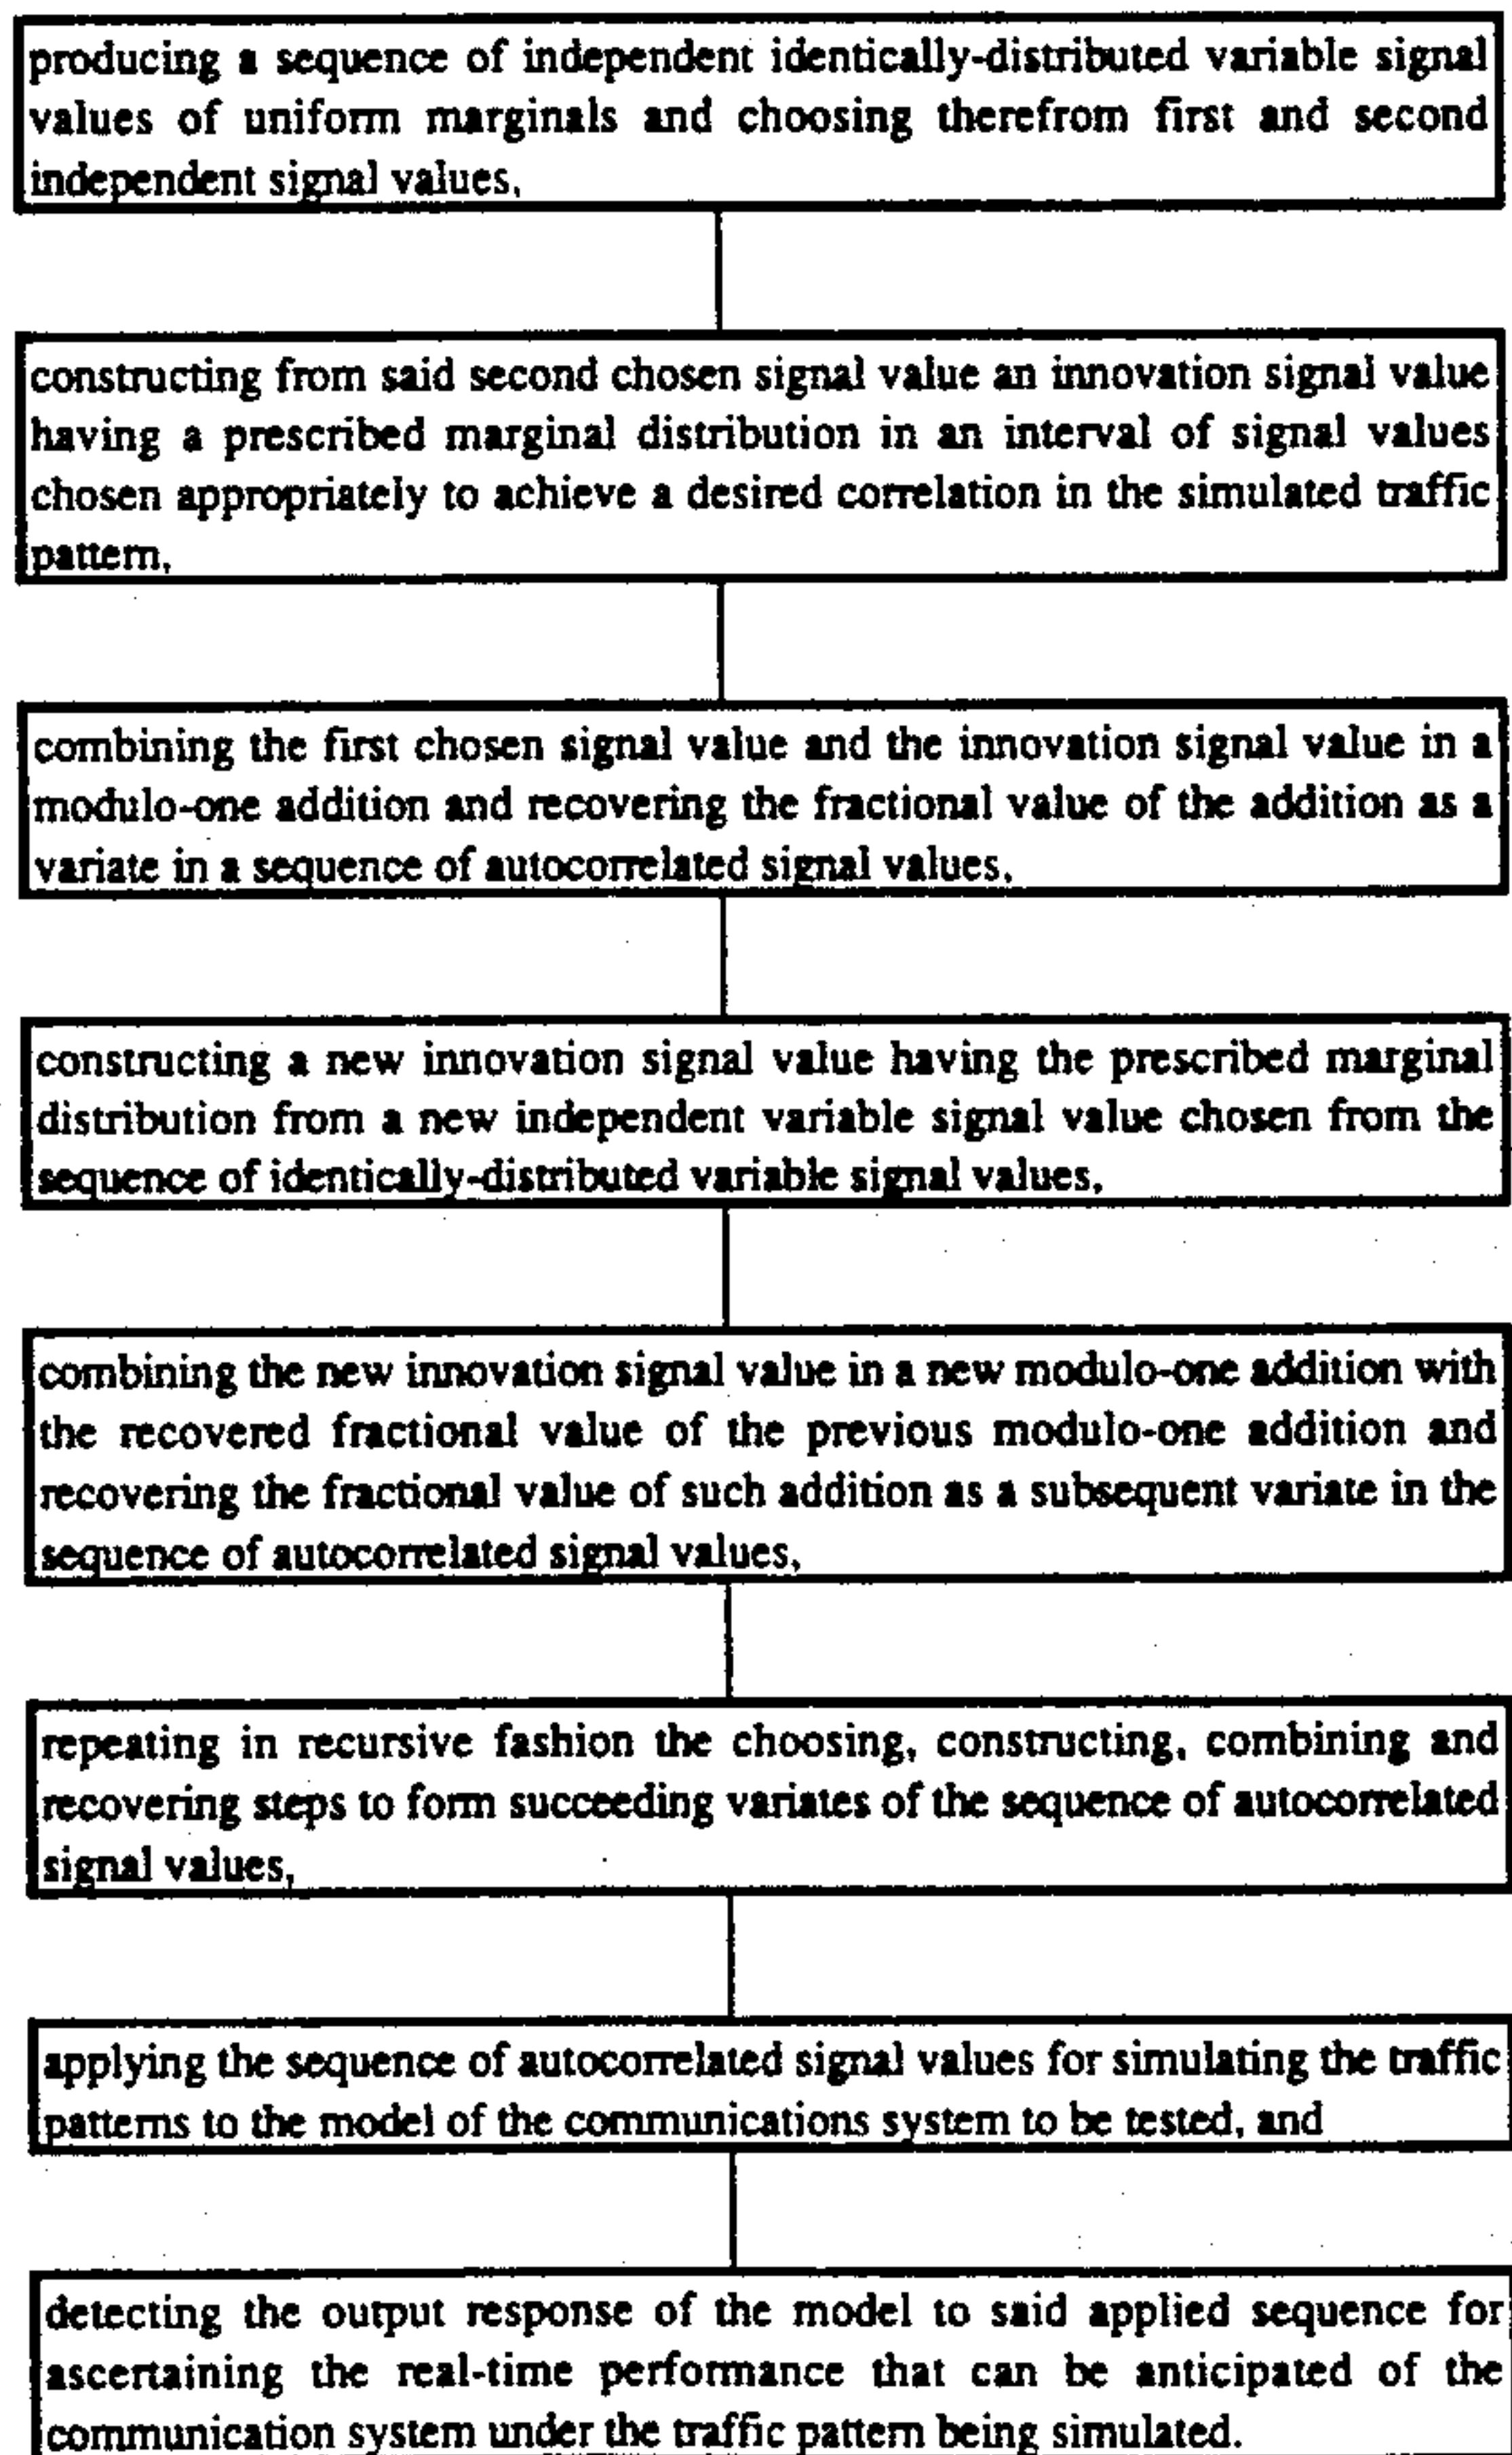 producing a sequence of independent identically-distributed variable signal
values of uniform marginals and choosing therefrom first and second
independent signal values,
constructing from said second chosen signal value an innovation signal value
having a prescribed marginal distribution in an interval of signal values
chosen appropriately to achieve a desired correlation in the simulated traffic
pattern,
combining the first chosen signal value and the innovation signal value in a
modulo-one addition and recovering the fractional value of the addition as a
variate in a sequence of autocorrelated signal values,
constructing a new innovation signal value having the prescribed marginal
distribution from a new independent variable signal value chosen from the
sequence of identically-distributed variable signal values,
combining the new innovation signal value in a new modulo-one addition with
the recovered fractional value of the previous modulo-one addition and
recovering the fractional value of such addition as a subsequent variate in the
sequence of autocorrelated signal values,
repeating in recursive fashion the choosing, constructing, combining and
recovering steps to form succeeding variates of the sequence of autocorrelated
signal values,
applying the sequence of autocorrelated signal values for simulating the traffic
patterns to the model of the communications system to be tested, and
detecting the output response of the model to said applied sequence for
ascertaining the real-time performance that can be anticipated of the
communication system under the traffic pattern being simulated.